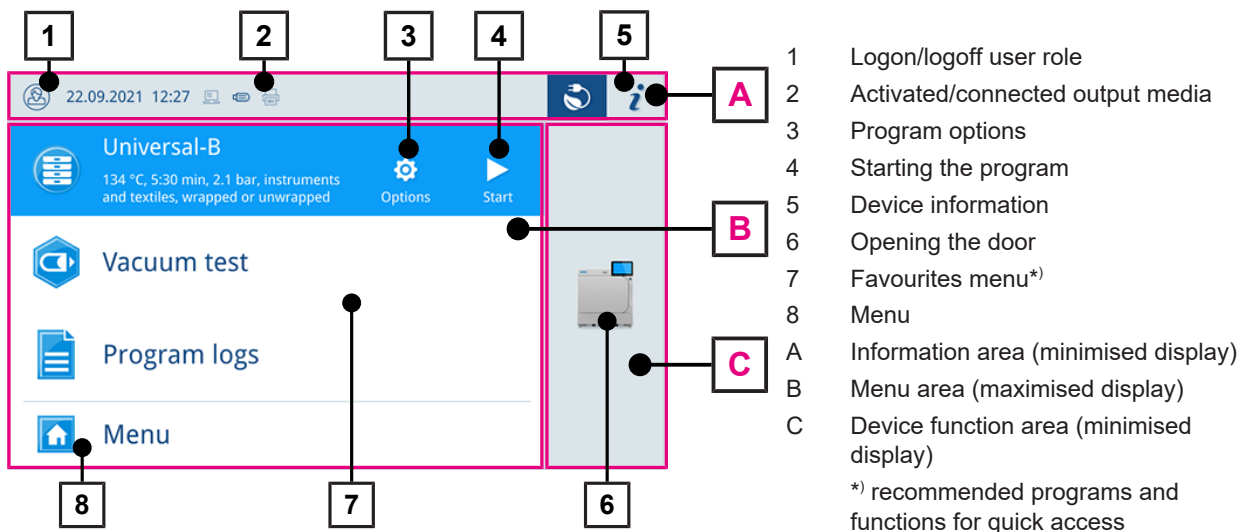 1 2 3 4 5
22.09.2021 12:27
i
A
Universal-B
134 °C, 5:30 min, 2.1 bar, instruments
and textiles, wrapped or unwrapped
Options
Start
B
Vacuum test
Program logs
C
Menu
8 7 6
1 Logon/logoff user role
2 Activated/connected output media
3 Program options
4 Starting the program
5 Device information
6 Opening the door
7 Favourites menu*)
8 Menu
A Information area (minimised display)
B Menu area (maximised display)
C Device function area (minimised
display)
*) recommended programs and
functions for quick access